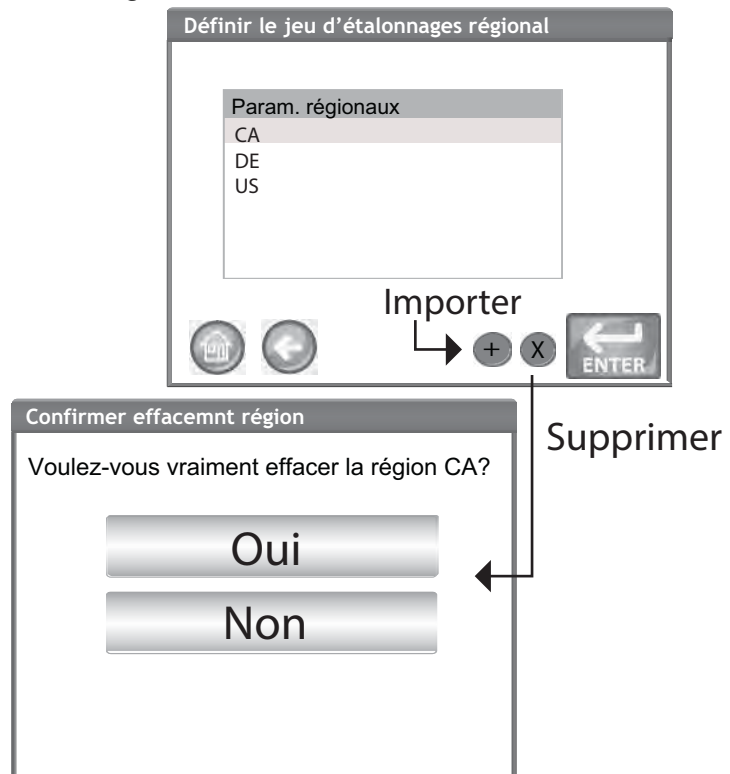 Définir le jeu d’étalonnages régional
Param. régionaux
CA
DE
US
Importer
+ X
ENTER
Supprimer
Confirmer effacemnt région
Voulez-vous vraiment effacer la région CA?
Oui
Non